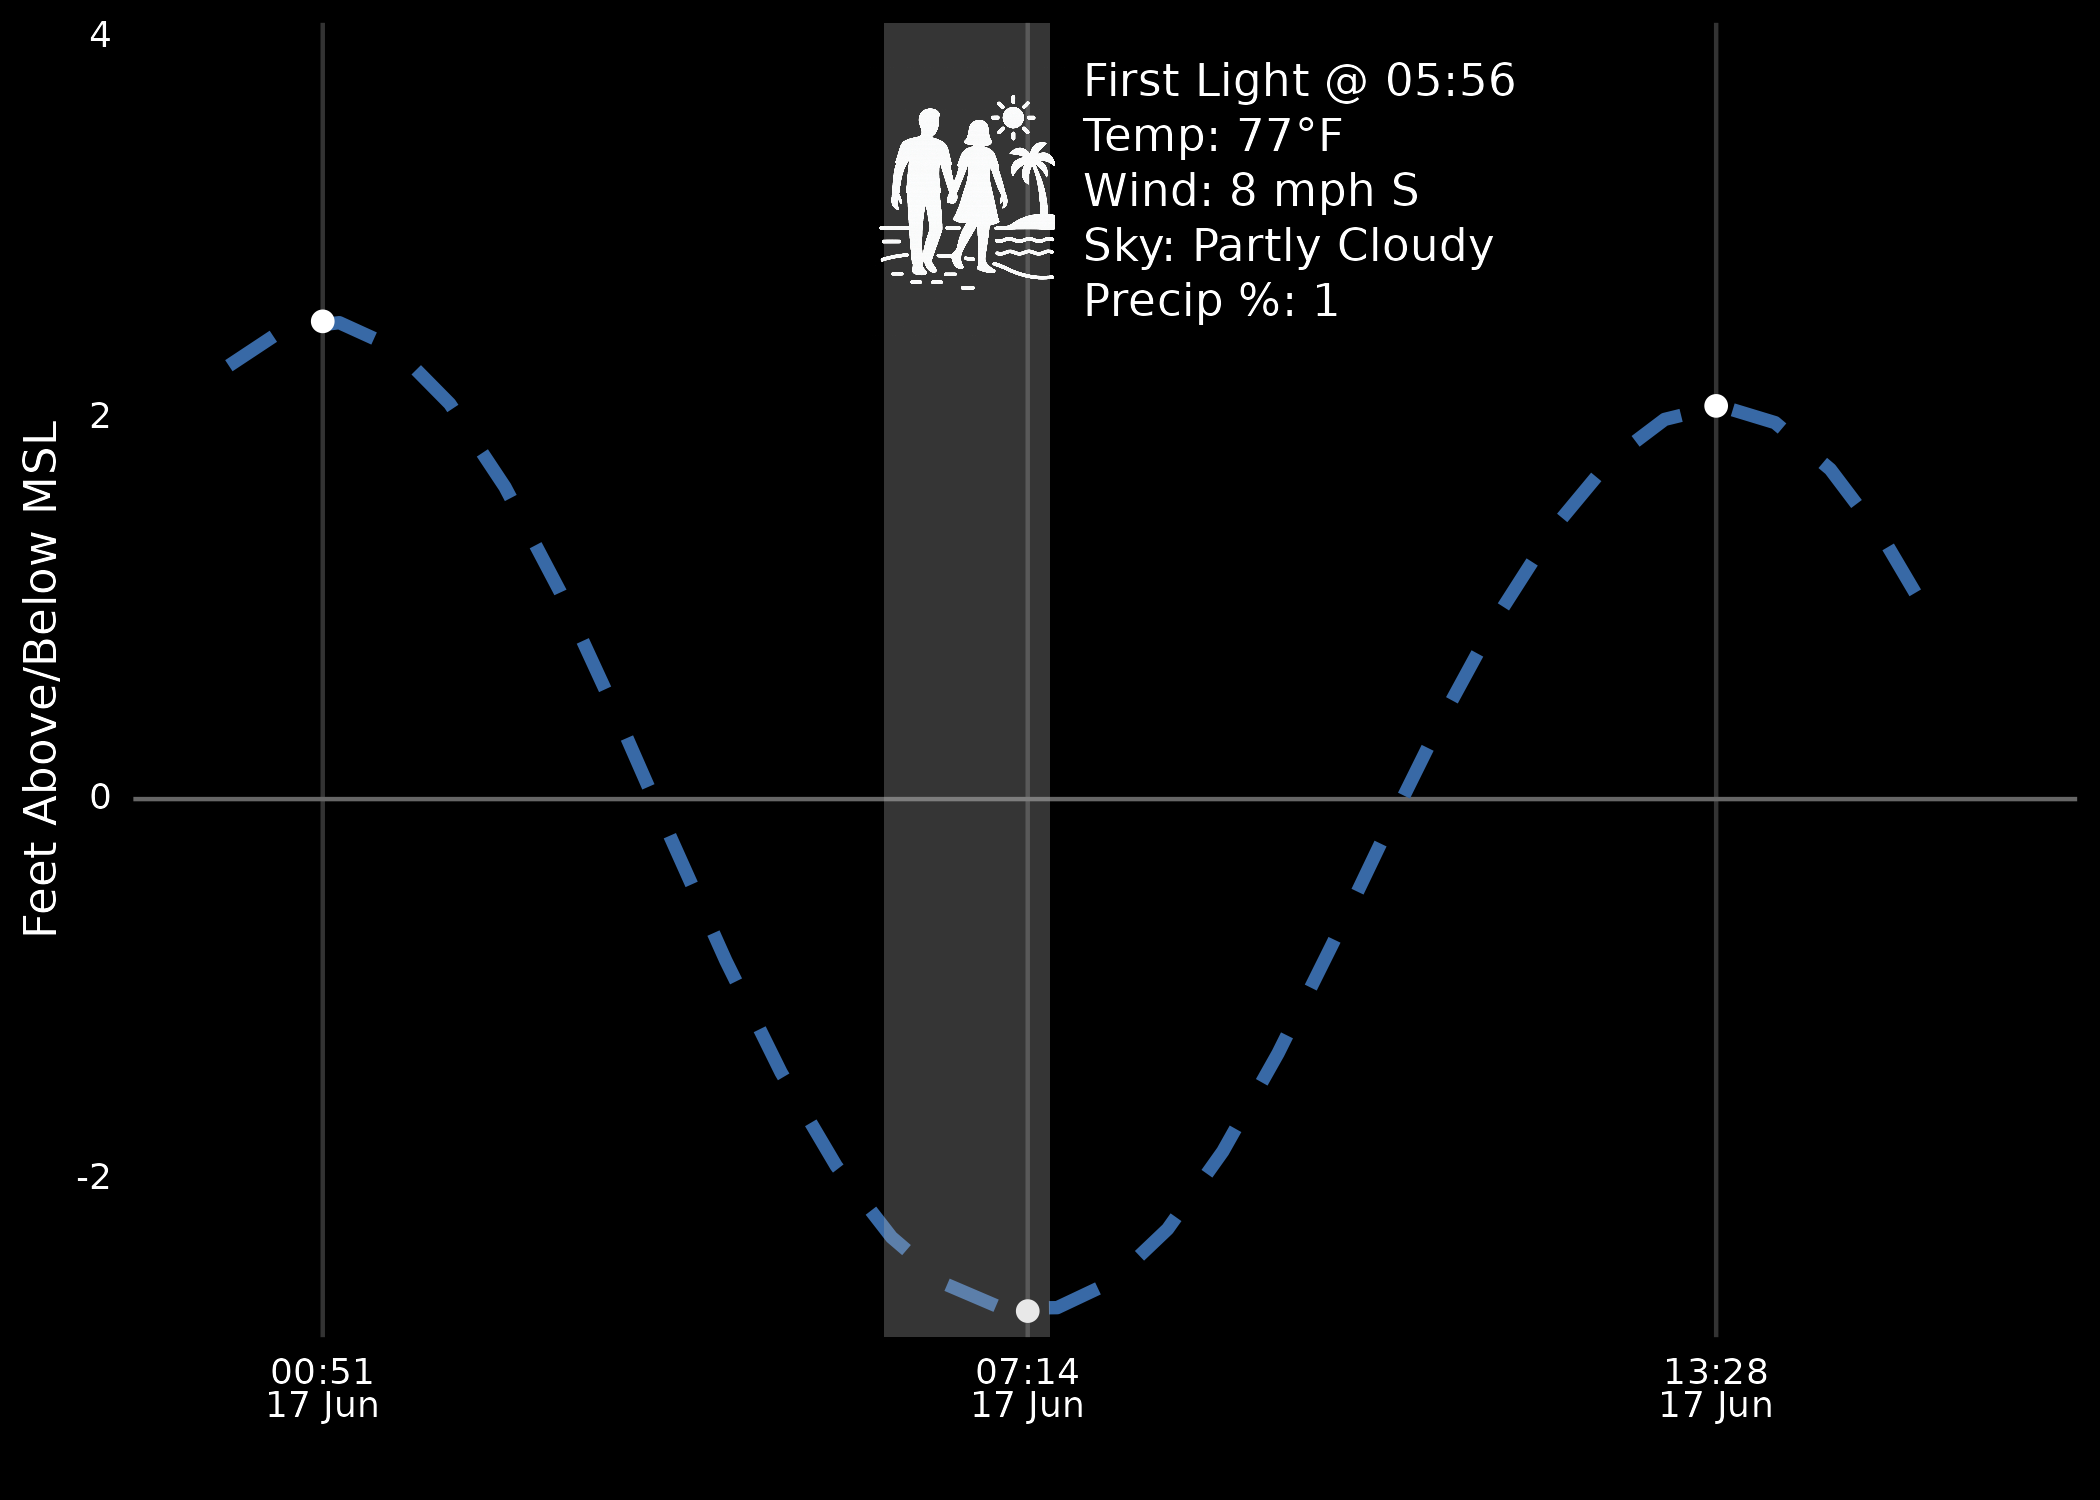 4
2
0
-2
Feet Above/Below MSL
First Light @ 05:56
Temp: 77°F
Wind: 8 mph S
Sky: Partly Cloudy
Precip %: 1
00:51
17 Jun
07:14
17 Jun
13:28
17 Jun